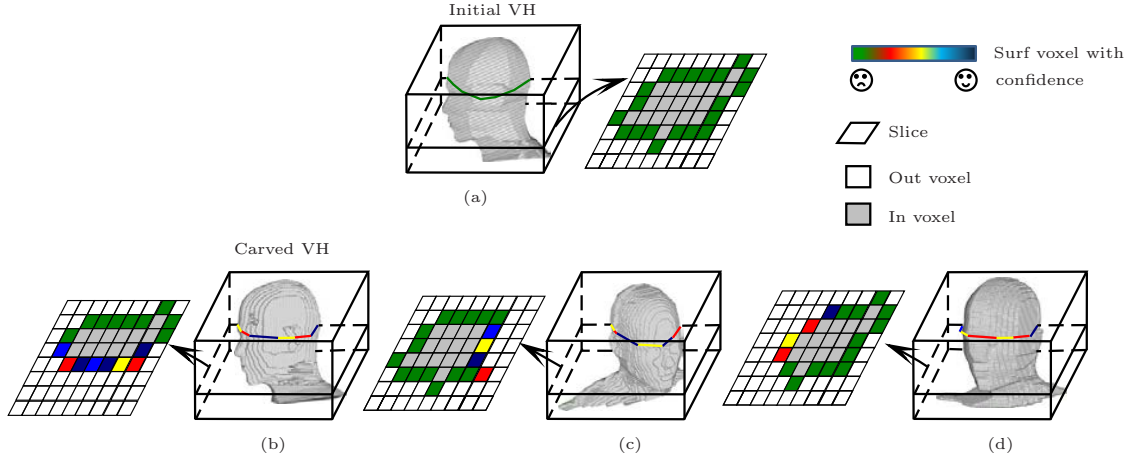 Initial VH
Surf voxel with
confidence
Slice
Out voxel
In voxel
(a)
Carved VH
(b)
(c)
(d)